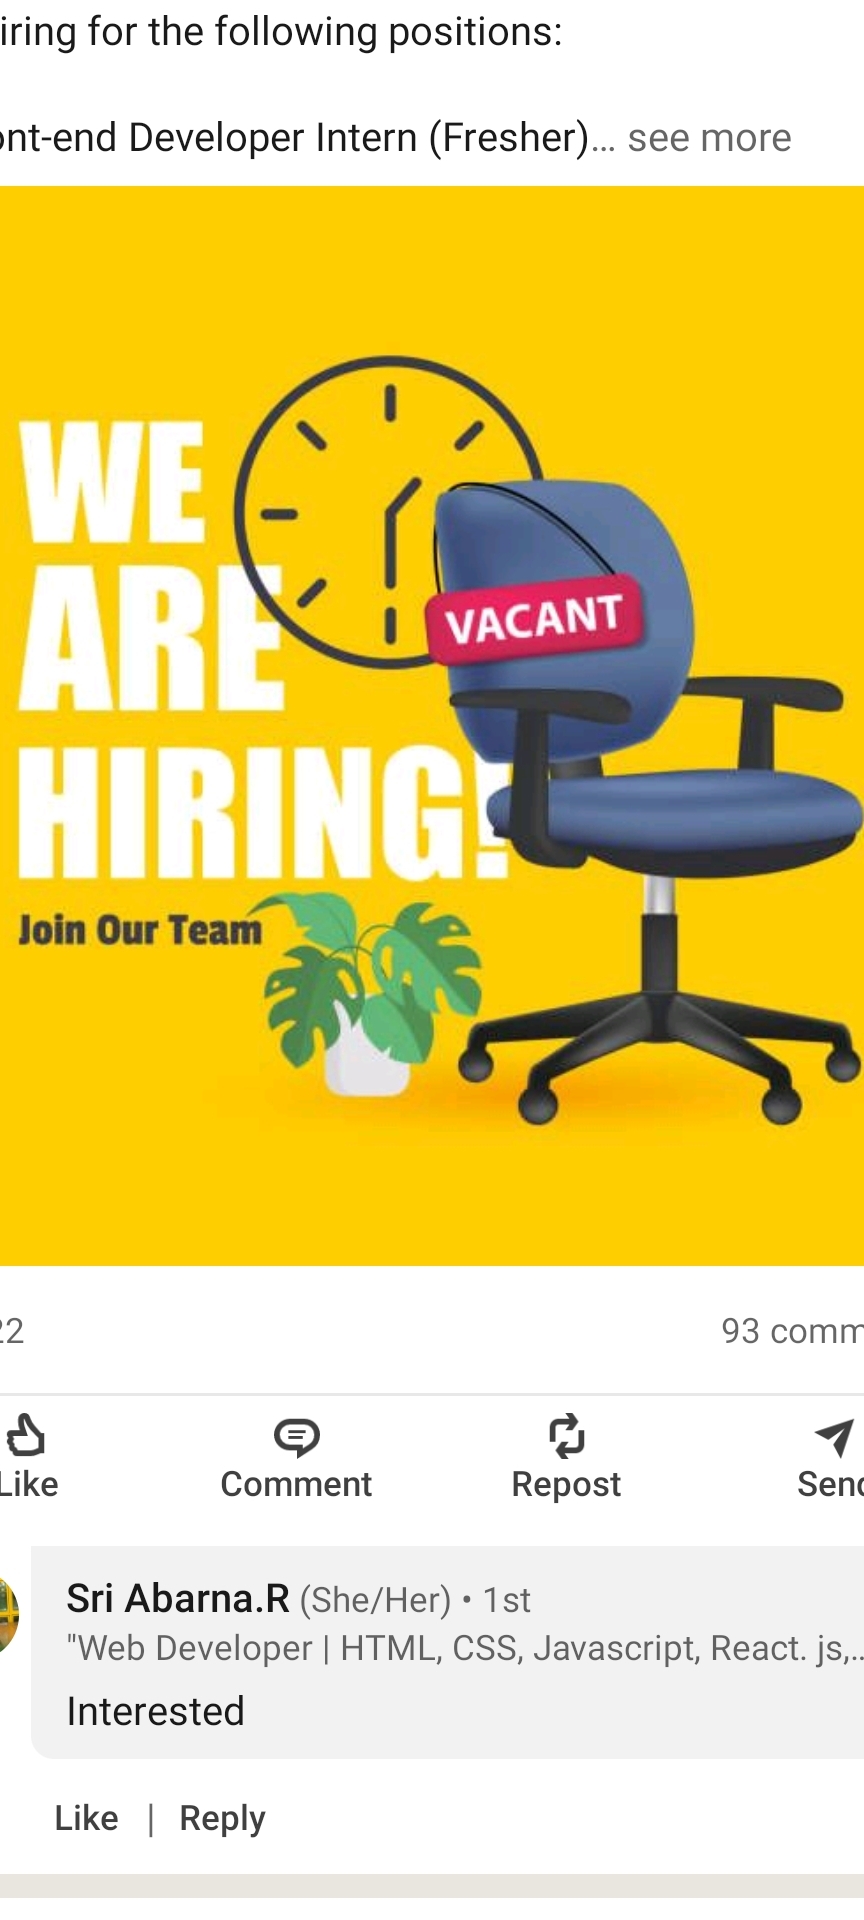 iring for the following positions:
ont-end Developer Intern (Fresher)... see more
WE
ARE
HIRING!
VACANT
Join Our Team
22
93 comm
Like
Comment
Repost
Send
Sri Abarna.R (She/Her) • 1st
"Web Developer | HTML, CSS, Javascript, React. js,...
Interested
Like | Reply